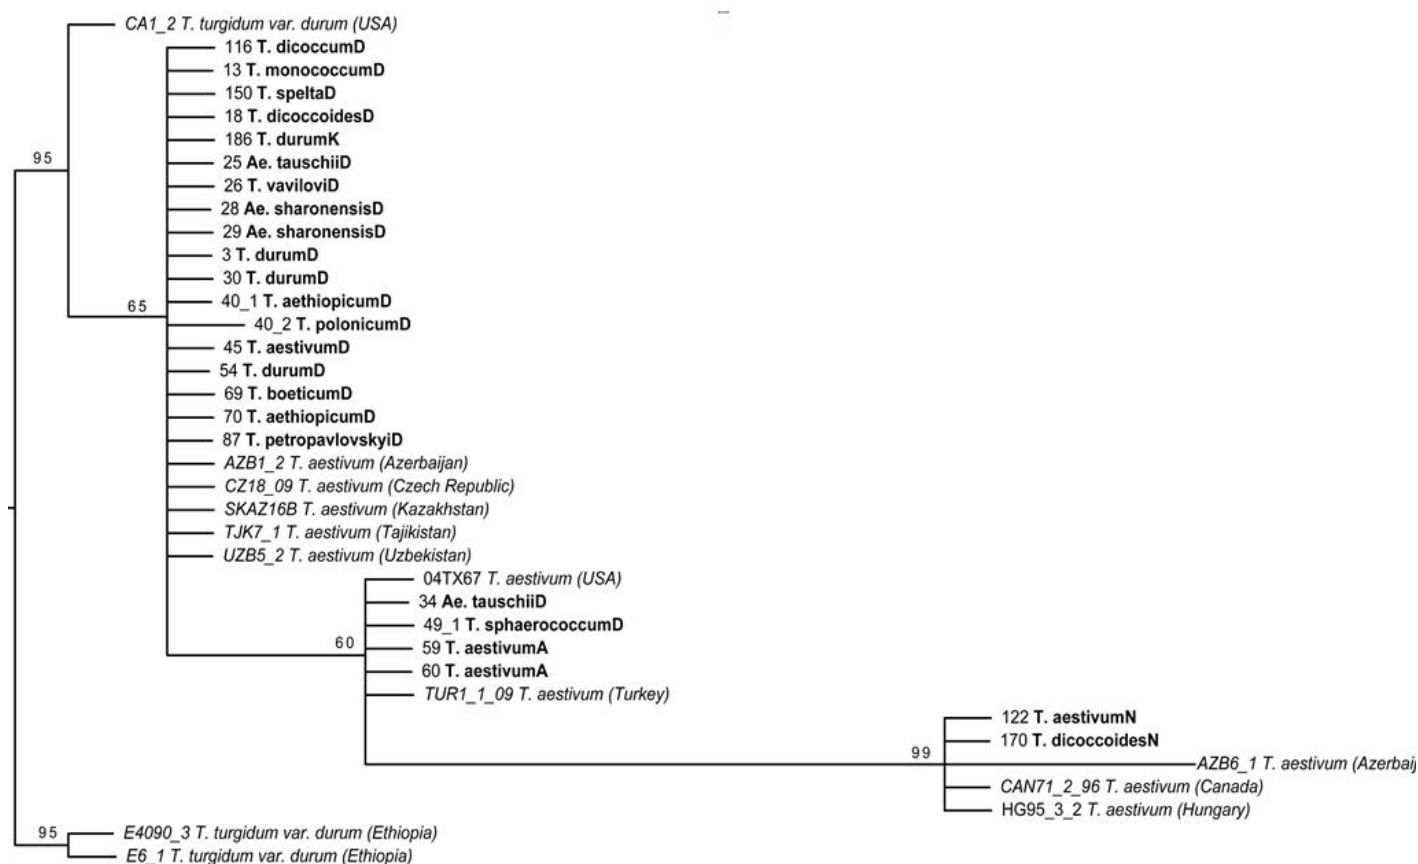 CA1_2 T. turgidum var. durum (USA)
116 T. dicoccumD
13 T. monococcumD
150 T. speltaD
18 T. dicoccoidesD
186 T. durumK
95
25 Ae. tauschiiD
26 T. vaviloviD
28 Ae. sharonensisD
29 Ae. sharonensisD
3 T. durumD
30 T. durumD
40_1 T. aethiopicumD
65
40_2 T. polonicumD
45 T. aestivumD
54 T. durumD
69 T. boeticumD
70 T. aethiopicumD
87 T. petropavlovskyiD
AZB1_2 T. aestivum (Azerbaijan)
CZ18_09 T. aestivum (Czech Republic)
SKAZ16B T. aestivum (Kazakhstan)
TJK7_1 T. aestivum (Tajikistan)
UZB5_2 T. aestivum (Uzbekistan)
04TX67 T. aestivum (USA)
34 Ae. tauschiiD
49_1 T. sphaerococcumD
60
59 T. aestivumA
60 T. aestivumA
TUR1_1_09 T. aestivum (Turkey)
122 T. aestivumN
170 T. dicoccoidesN
99
AZB6_1 T. aestivum (Azerbaij
CAN71_2_96 T. aestivum (Canada)
HG95_3_2 T. aestivum (Hungary)
95
E4090_3 T. turgidum var. durum (Ethiopia)
E6_1 T. turgidum var. durum (Ethiopia)